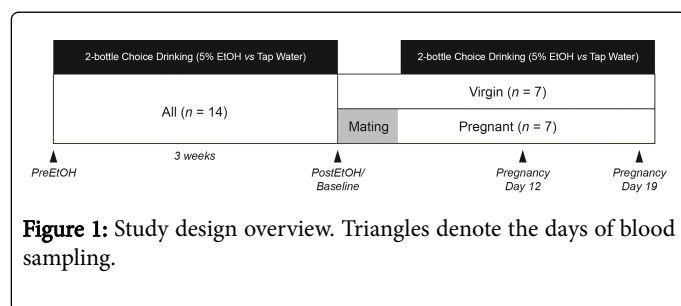 2-bottle Choice Drinking (5% EtOH vs Tap Water)
2-bottle Choice Drinking (5% EtOH vs Tap Water)
All (n = 14)
Virgin (n = 7)
Mating
Pregnant (n = 7)
3 weeks
PreEtOH
PostEtOH/
Baseline
Pregnancy
Day 12
Pregnancy
Day 19
Figure 1: Study design overview. Triangles denote the days of blood
sampling.